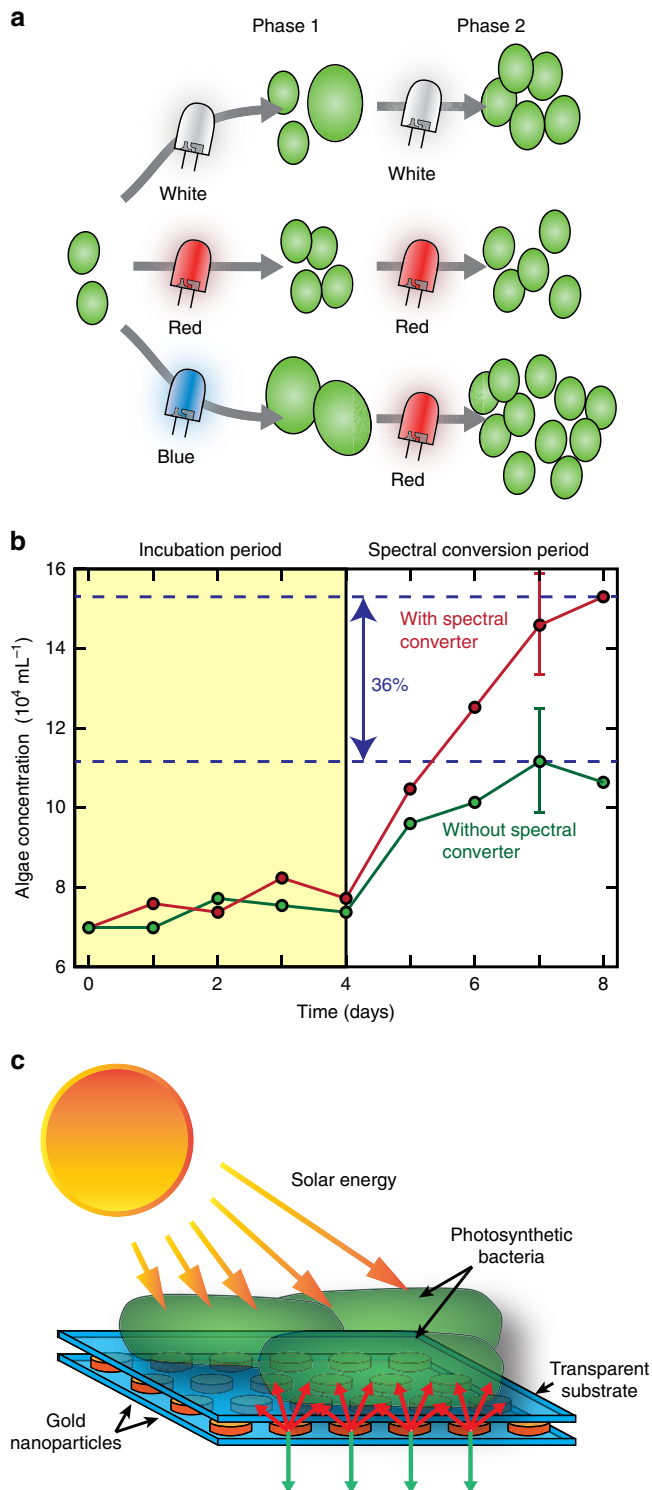 a
Phase 1
Phase 2
White
White
Red
Red
Blue
Red
b
Incubation period
Spectral conversion period
Algae concentration (10⁴ mL⁻¹)
16
14
12
10
8
6
With spectral
converter
36%
Without spectral
converter
0
2
4
6
8
Time (days)
c
Solar energy
Photosynthetic
bacteria
Transparent
substrate
Gold
nanoparticles